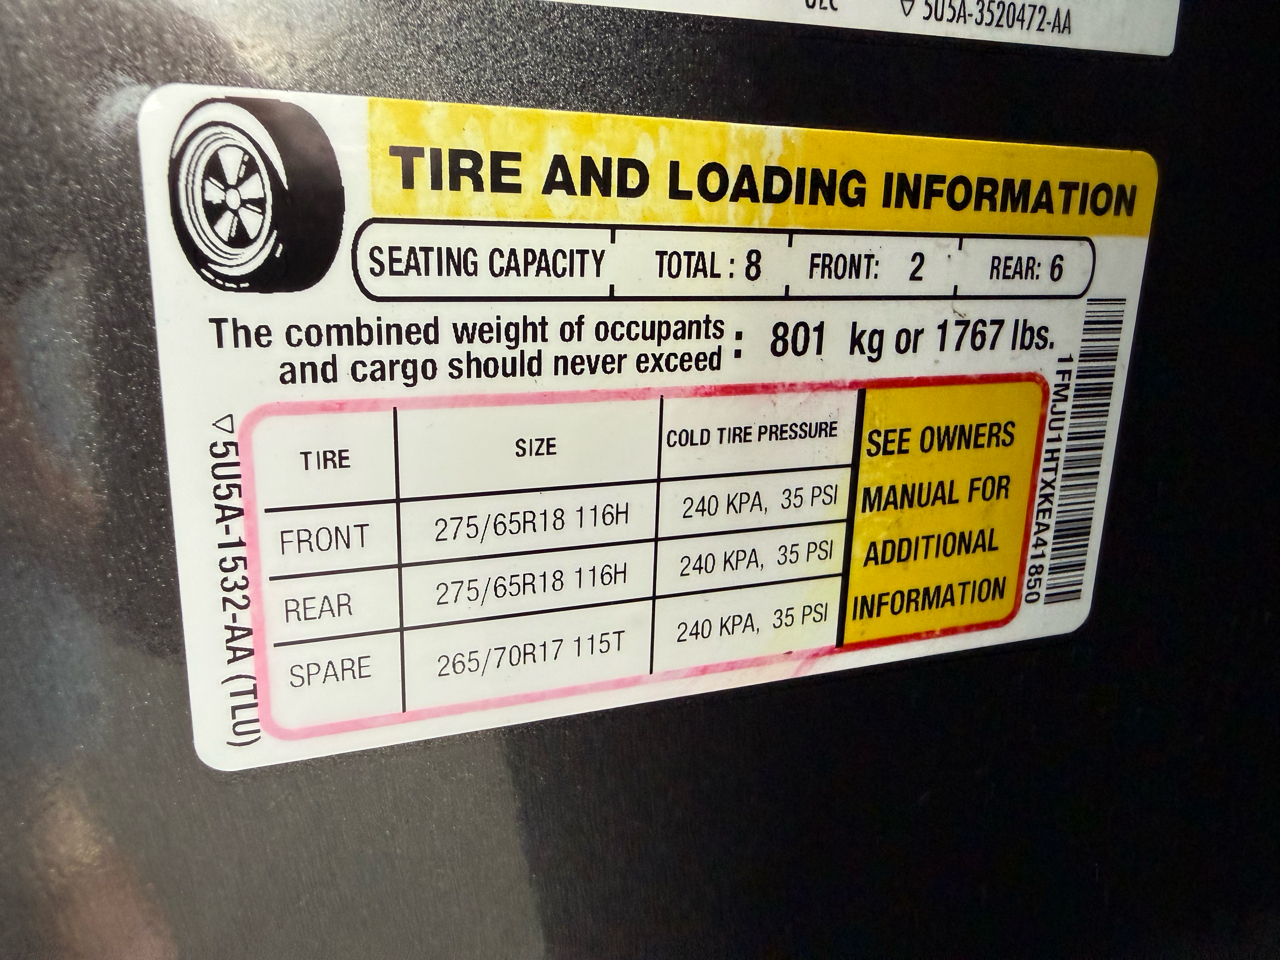 5U5A-3520472-AA
TIRE AND LOADING INFORMATION
SEATING CAPACITY TOTAL : 8 FRONT: 2 REAR: 6
The combined weight of occupants
and cargo should never exceed : 801 kg or 1767 lbs.
TIRE SIZE COLD TIRE PRESSURE
FRONT 275/65R18 116H 240 KPA, 35 PSI
REAR 275/65R18 116H 240 KPA, 35 PSI
SPARE 265/70R17 115T 240 KPA, 35 PSI
SEE OWNERS
MANUAL FOR
ADDITIONAL
INFORMATION
1FMJU1HTXKEA41850
5U5A-1532-AA (TLU)